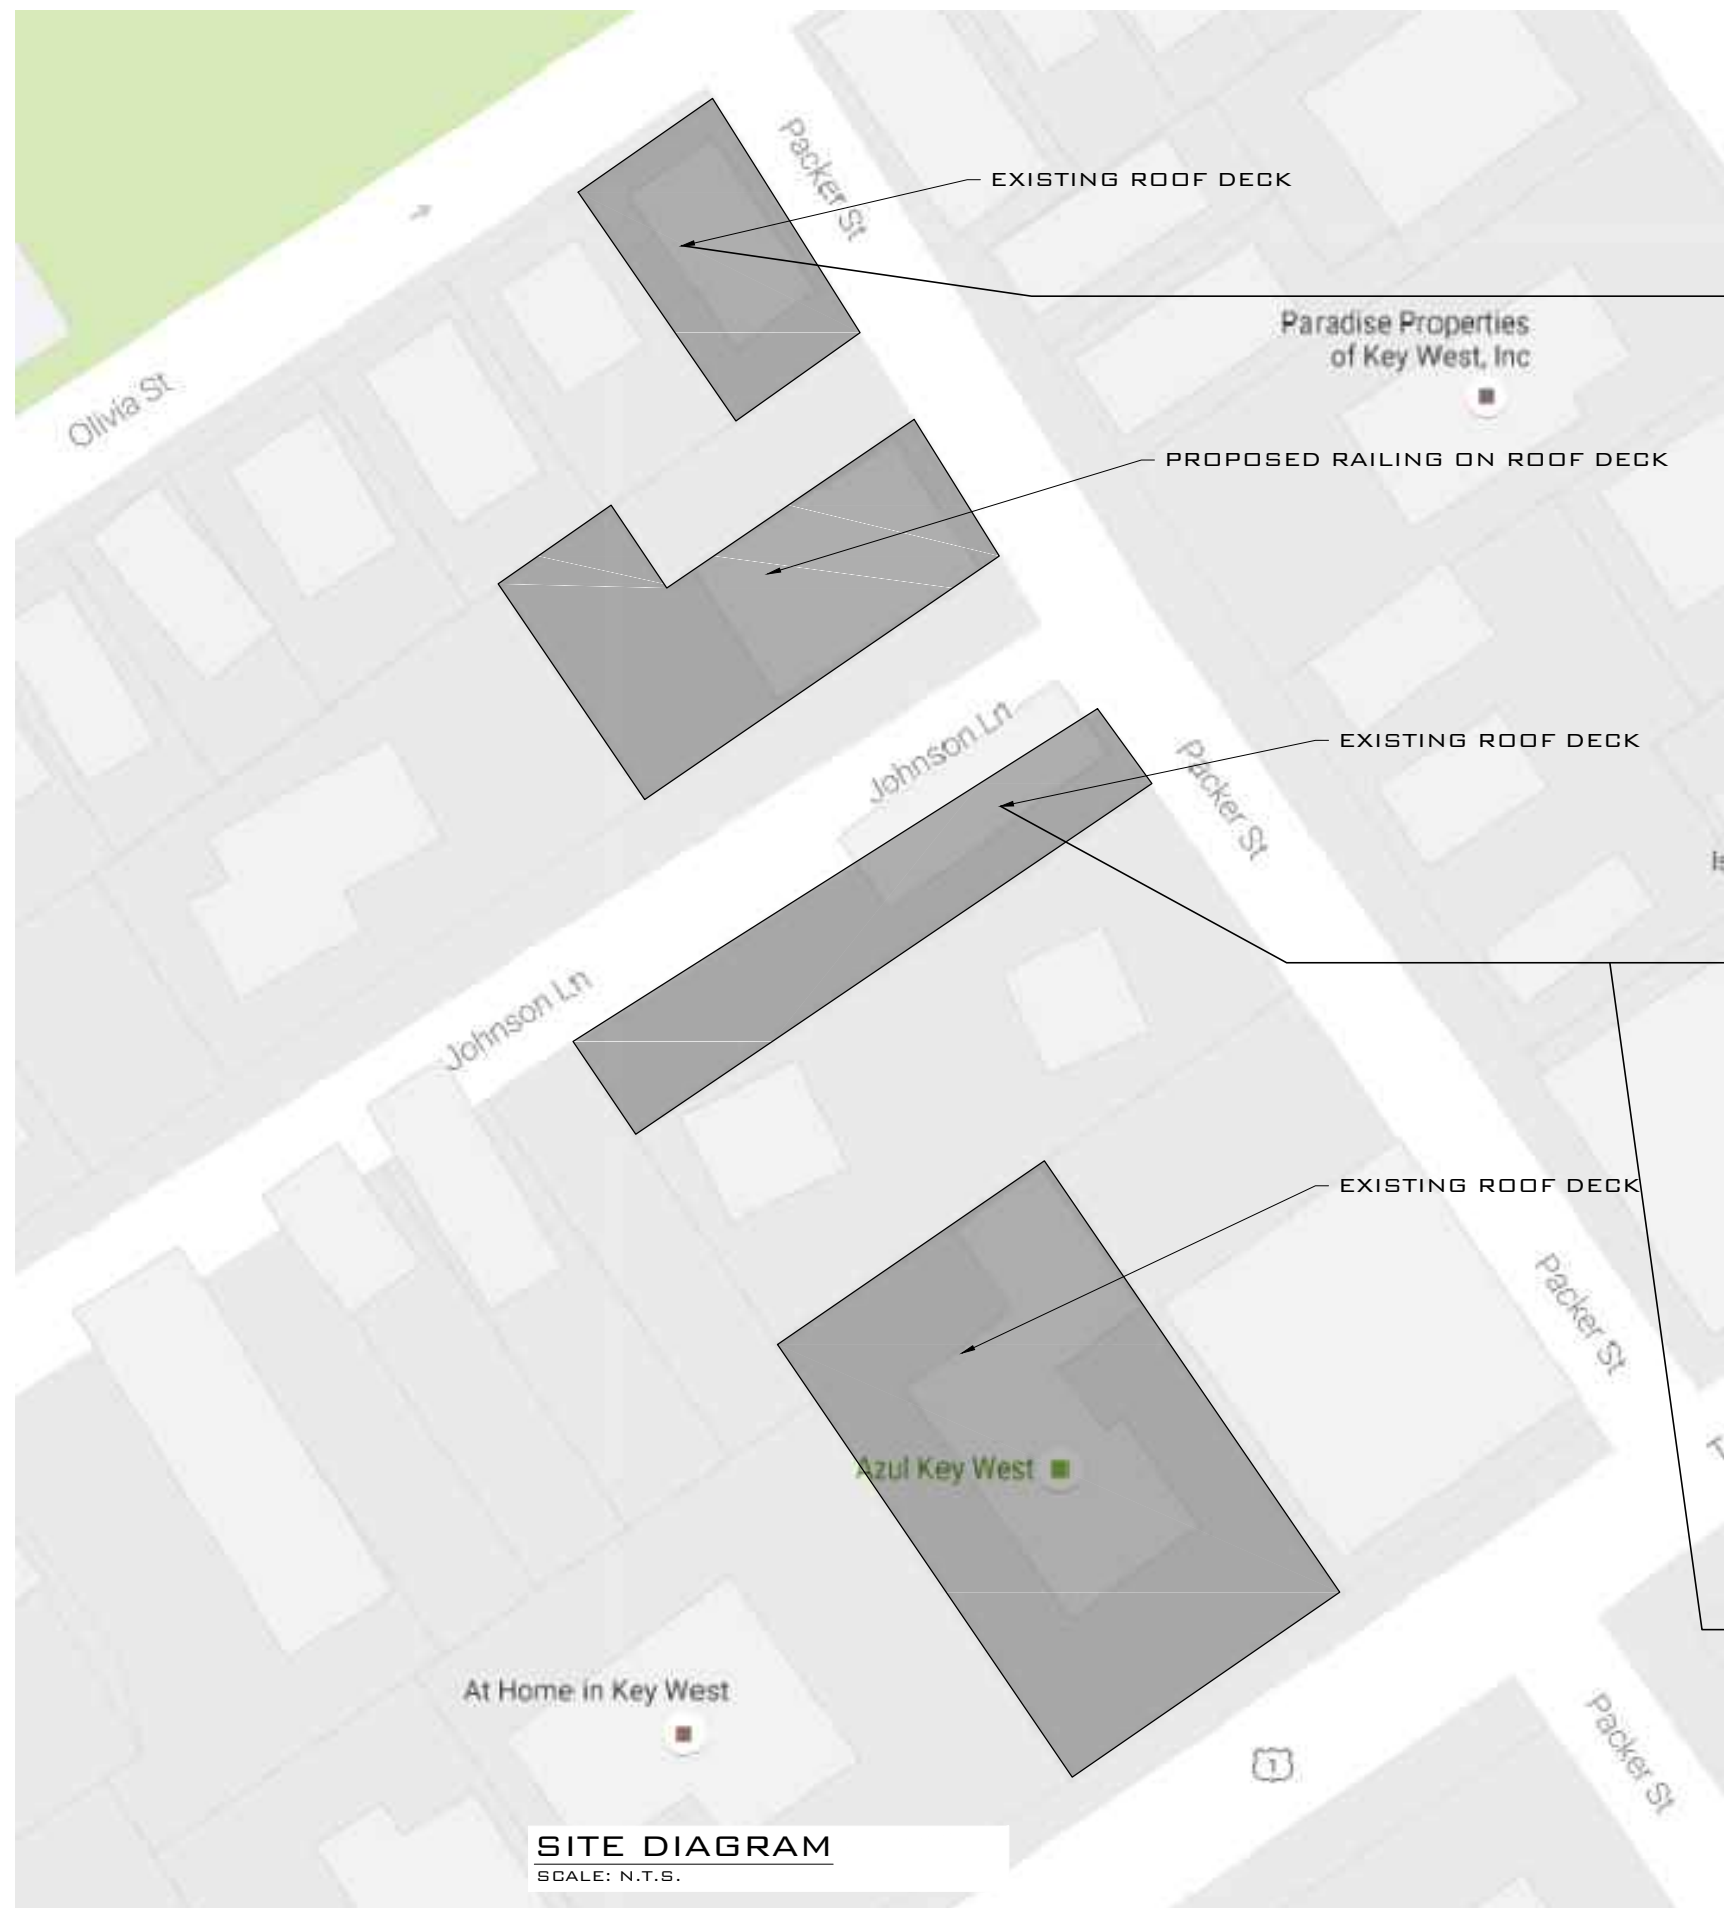 Packer St
EXISTING ROOF DECK
Paradise Properties
of Key West, Inc
Olivia St
PROPOSED RAILING ON ROOF DECK
Johnson Ln
EXISTING ROOF DECK
Packer St
Johnson Ln
EXISTING ROOF DECK
Packer St
Azul Key West
At Home in Key West
1
Packer St
SITE DIAGRAM
SCALE: N.T.S.